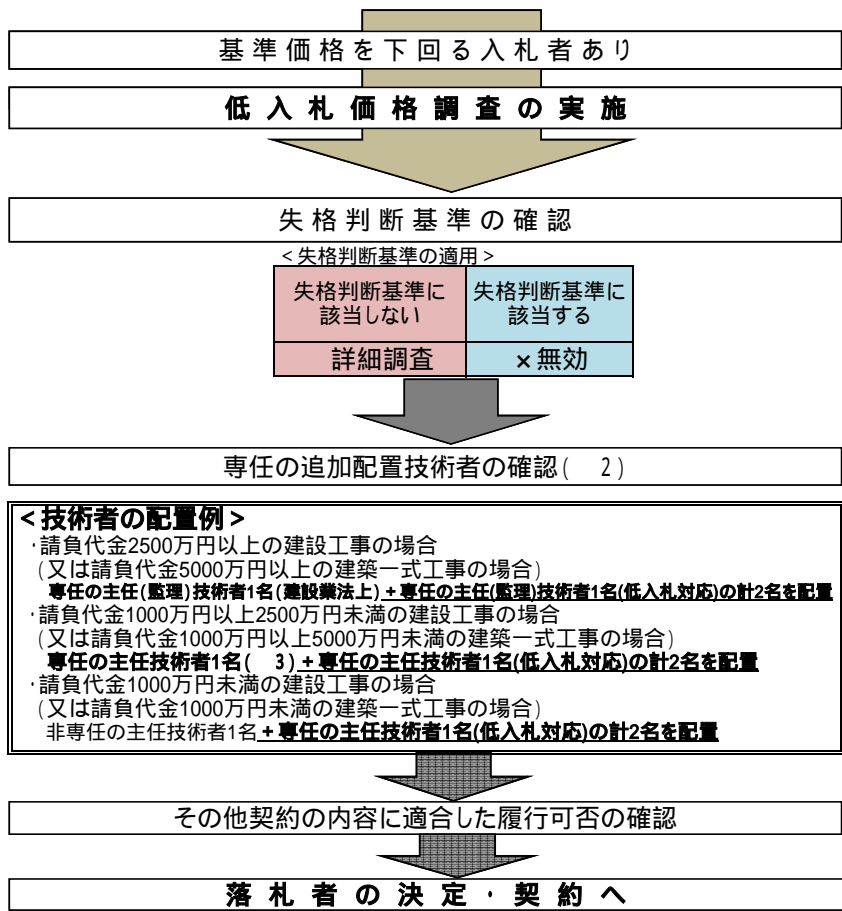 基準価格を下回る入札者あり
低入札価格調査の実施
失格判断基準の確認
<失格判断基準の適用>
失格判断基準に
該当しない
失格判断基準に
該当する
詳細調査
×無効
専任の追加配置技術者の確認( 2)
<技術者の配置例>
・請負代金2500万円以上の建設工事の場合
(又は請負代金5000万円以上の建築一式工事の場合)
専任の主任(監理)技術者1名(建設業法上)+専任の主任(監理)技術者1名(低入札対応)の計2名を配置
・請負代金1000万円以上2500万円未満の建設工事の場合
(又は請負代金1000万円以上5000万円未満の建築一式工事の場合)
専任の主任技術者1名( 3)+専任の主任技術者1名(低入札対応)の計2名を配置
・請負代金1000万円未満の建設工事の場合
(又は請負代金1000万円未満の建築一式工事の場合)
非専任の主任技術者1名+専任の主任技術者1名(低入札対応)の計2名を配置
その他契約の内容に適合した履行可否の確認
落札者の決定・契約へ